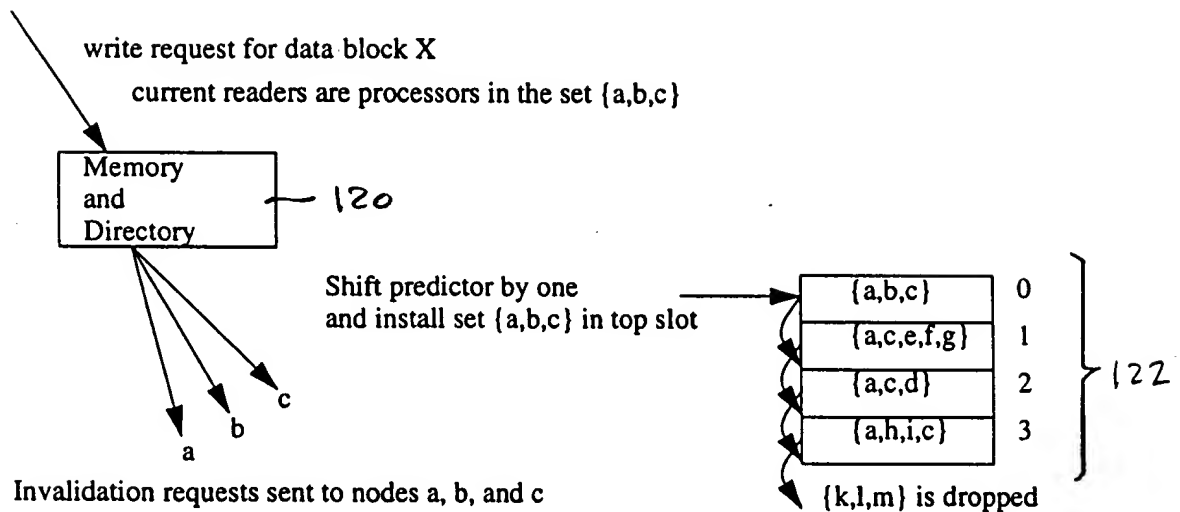 write request for data block X
current readers are processors in the set {a,b,c}
Memory
and
Directory
120
Shift predictor by one
and install set {a,b,c} in top slot
{a,b,c} 0
{a,c,e,f,g} 1
{a,c,d} 2
{a,h,i,c} 3
122
c
b
a
Invalidation requests sent to nodes a, b, and c
{k,l,m} is dropped